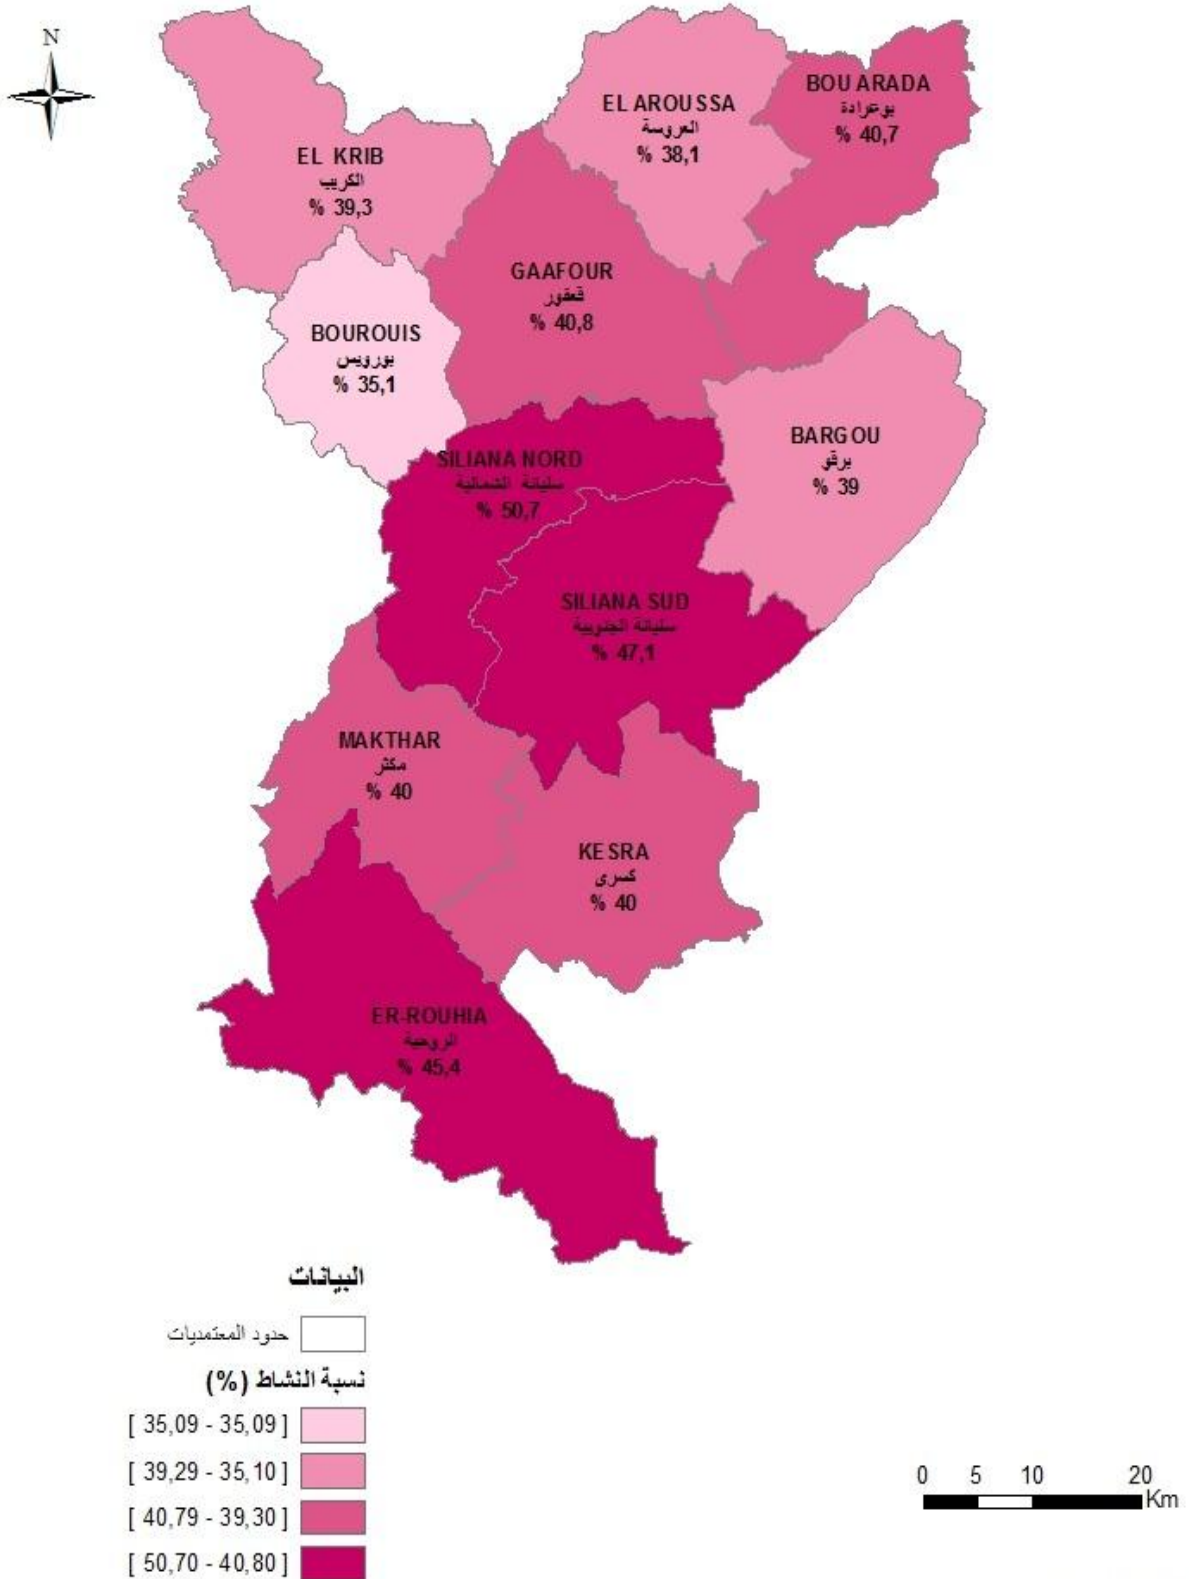 N
EL AROUSSA
العروسة
% 38,1
BOU ARADA
بوعرادة
% 40,7
EL KRIB
الكريب
% 39,3
GAAFOUR
قعفور
% 40,8
BOUROUIS
بورويس
% 35,1
BARGOU
برقو
% 39
SILIANA NORD
سليانة الشمالية
% 50,7
SILIANA SUD
سليانة الجنوبية
% 47,1
MAKTHAR
مكثر
% 40
KESRA
كسرى
% 40
ER-ROUHIA
الروحية
% 45,4
البيانات
حدود المعتمديات
نسبة النشاط (%)
[ 35,09 - 35,09 ]
[ 39,29 - 35,10 ]
[ 40,79 - 39,30 ]
[ 50,70 - 40,80 ]
0 5 10 20
Km